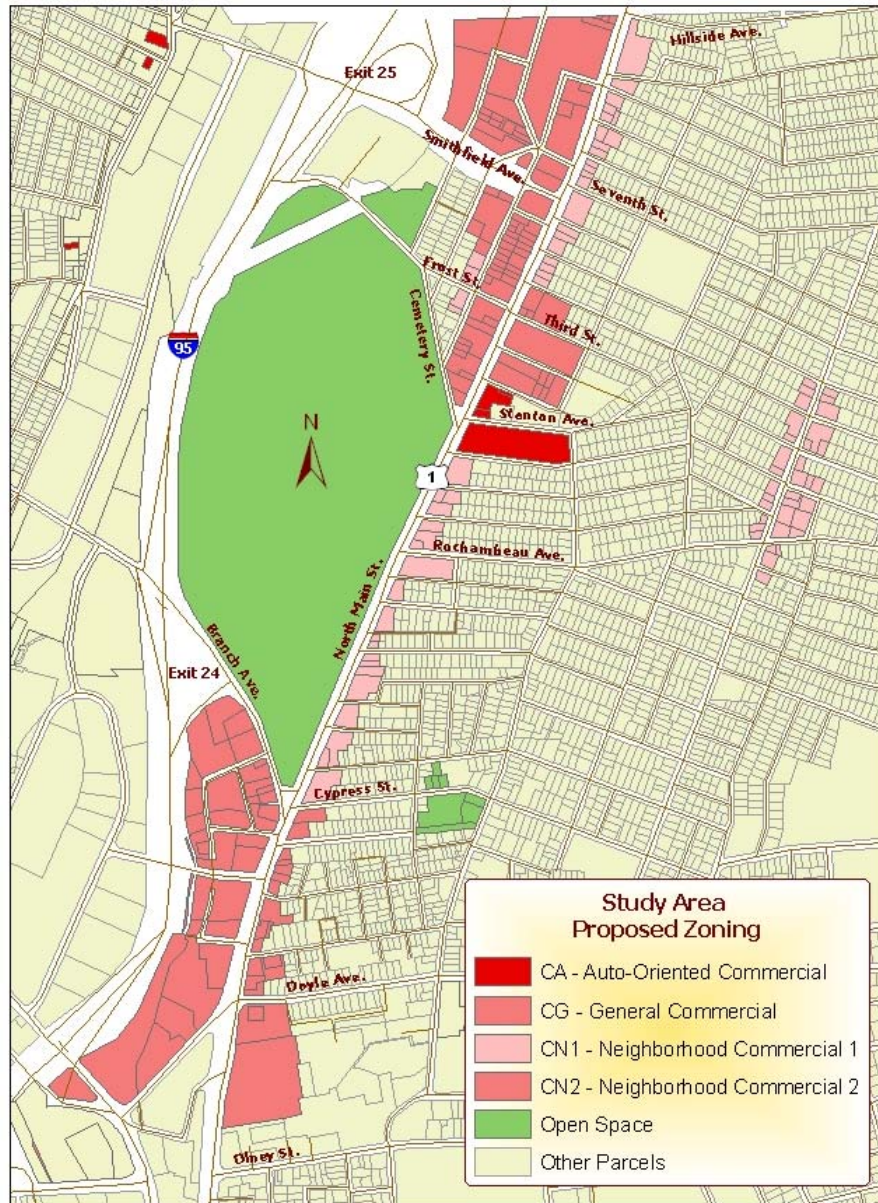 Hillside Ave.
Exit 25
Smithfield Ave.
Seventh St.
Frost St.
Third St.
Cemetery St.
95
Stanton Ave.
N
1
Rochambeau Ave.
North Main St.
Branch Ave.
Exit 24
Cypress St.
Doyle Ave.
Olney St.
Study Area
Proposed Zoning
CA - Auto-Oriented Commercial
CG - General Commercial
CN1 - Neighborhood Commercial 1
CN2 - Neighborhood Commercial 2
Open Space
Other Parcels